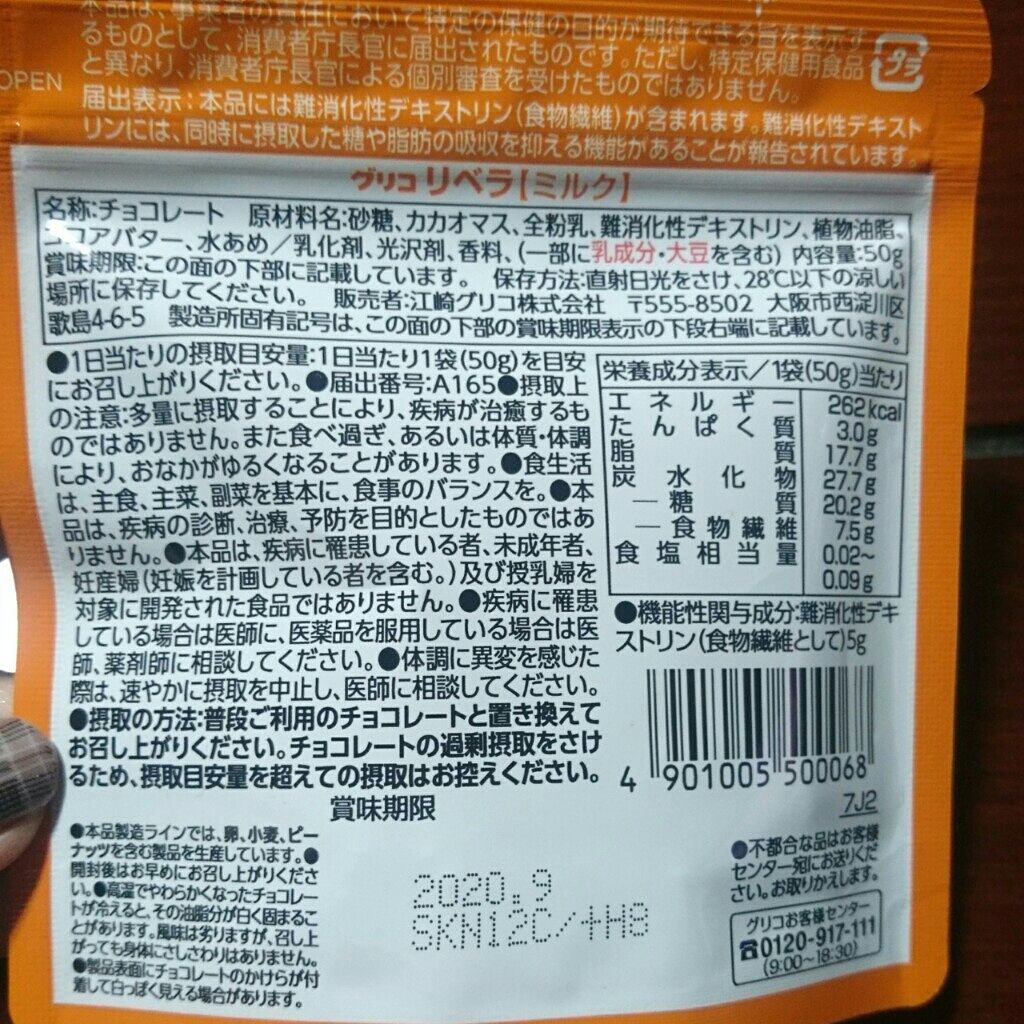 本品は、事業者の責任において特定の保健の目的が期待できる旨を表示す
るものとして、消費者庁長官に届出されたものです。ただし、特定保健用食品
と異なり、消費者庁長官による個別審査を受けたものではありません。
プラ
OPEN
届出表示:本品には難消化性デキストリン(食物繊維)が含まれます。難消化性デキスト
リンには、同時に摂取した糖や脂肪の吸収を抑える機能があることが報告されています。
グリコ リベラ【ミルク】
名称:チョコレート 原材料名:砂糖、カカオマス、全粉乳、難消化性デキストリン、植物油脂、
ココアバター、水あめ/乳化剤、光沢剤、香料、(一部に乳成分・大豆を含む) 内容量:50g
賞味期限:この面の下部に記載しています。 保存方法:直射日光をさけ、28℃以下の涼しい
場所に保存してください。 販売者:江崎グリコ株式会社 〒555-8502 大阪市西淀川区
歌島4-6-5 製造所固有記号は、この面の下部の賞味期限表示の下段右端に記載しています。
●1日当たりの摂取目安量:1日当たり1袋(50g)を目安
にお召し上がりください。●届出番号:A165●摂取上
の注意:多量に摂取することにより、疾病が治癒するも
のではありません。また食べ過ぎ、あるいは体質・体調
により、おなかがゆるくなることがあります。●食生活
は、主食、主菜、副菜を基本に、食事のバランスを。●本
品は、疾病の診断、治療、予防を目的としたものではあ
りません。●本品は、疾病に罹患している者、未成年者、
妊産婦(妊娠を計画している者を含む。)及び授乳婦を
対象に開発された食品ではありません。●疾病に罹患
している場合は医師に、医薬品を服用している場合は医
師、薬剤師に相談してください。●体調に異変を感じた
際は、速やかに摂取を中止し、医師に相談してください。
●摂取の方法:普段ご利用のチョコレートと置き換えて
お召し上がりください。チョコレートの過剰摂取をさけ
るため、摂取目安量を超えての摂取はお控えください。
栄養成分表示/1袋(50g)当たり
エネルギー 262kcal
たんぱく質 3.0g
脂質 17.7g
炭水化物 27.7g
―糖質 20.2g
―食物繊維 7.5g
食塩相当量 0.02~
0.09g
●機能性関与成分:難消化性デキ
ストリン(食物繊維として)5g
4 901005 500068
7J2
賞味期限
●本品製造ラインでは、卵、小麦、ピー
ナッツを含む製品を生産しています。●
開封後はお早めにお召し上がりくださ
い。●高温でやわらかくなったチョコレー
トが冷えると、その油脂分が白く固まるこ
とがあります。風味は劣りますが、召し上
がっても身体にさしさわりはありません。
●製品表面にチョコレートのかけらが付
着して白っぽく見える場合があります。
2020.9
SKN12C/+H8
●不都合な品はお客様
センター宛にお送りくだ
さい。お取りかえします。
グリコお客様センター
☎0120-917-111
(9:00~18:30)